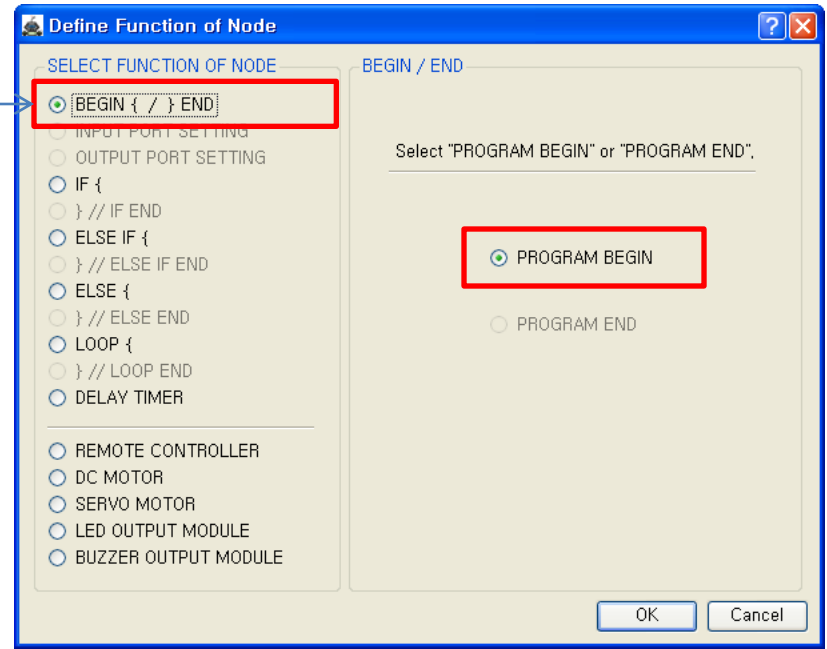 Define Function of Node
SELECT FUNCTION OF NODE
BEGIN { / } END
INPUT PORT SETTING
OUTPUT PORT SETTING
IF {
} // IF END
ELSE IF {
} // ELSE IF END
ELSE {
} // ELSE END
LOOP {
} // LOOP END
DELAY TIMER
REMOTE CONTROLLER
DC MOTOR
SERVO MOTOR
LED OUTPUT MODULE
BUZZER OUTPUT MODULE
BEGIN / END
Select "PROGRAM BEGIN" or "PROGRAM END",
PROGRAM BEGIN
PROGRAM END
OK
Cancel